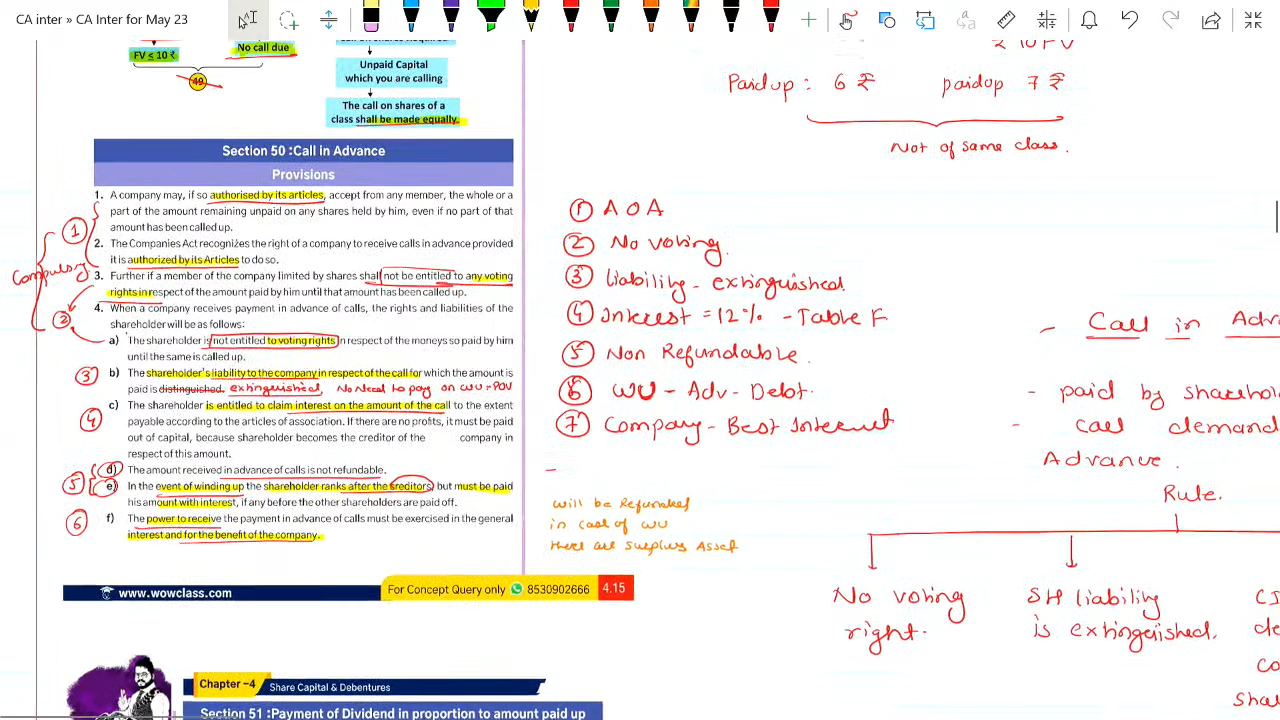 CA inter » CA Inter for May 23
FV ≤ 10 ₹
No call due
49
Unpaid Capital
which you are calling
The call on shares of a
class shall be made equally.
Section 50 :Call in Advance
Provisions
1. A company may, if so authorised by its articles, accept from any member, the whole or a
part of the amount remaining unpaid on any shares held by him, even if no part of that
amount has been called up.
2. The Companies Act recognizes the right of a company to receive calls in advance provided
it is authorized by its Articles to do so.
3. Further if a member of the company limited by shares shall not be entitled to any voting
rights in respect of the amount paid by him until that amount has been called up.
4. When a company receives payment in advance of calls, the rights and liabilities of the
shareholder will be as follows:
a) The shareholder is not entitled to voting rights in respect of the moneys so paid by him
until the same is called up.
b) The shareholder's liability to the company in respect of the call for which the amount is
paid is distinguished. extinguished. No Need to pay on WU-
c) The shareholder is entitled to claim interest on the amount of the call to the extent
payable according to the articles of association. If there are no profits, it must be paid
out of capital, because shareholder becomes the creditor of the company in
respect of this amount.
d) The amount received in advance of calls is not refundable.
e) In the event of winding up the shareholder ranks after the creditors, but must be paid
his amount with interest, if any before the other shareholders are paid off.
f) The power to receive the payment in advance of calls must be exercised in the general
interest and for the benefit of the company.
1
Compulsory
2
3
4
5
6
www.wowclass.com
For Concept Query only 8530902666
4.15
Chapter -4 Share Capital & Debentures
Section 51 :Payment of Dividend in proportion to amount paid up
10 FV
Paidup : 6 ₹ paidup 7 ₹
Not of same class.
1 AOA
2 No voting
3 liability - extinguished
4 Interest = 12% - Table F
5 Non Refundable.
6 WU - Adv - Debt.
7 Company - Best Interest
will be Refunded
in case of WU
there are surplus Asset
- Call in Adv
- paid by shareho
- call demand
Advance.
Rule.
No voting
right.
SH liability
is extinguished.
de
co
sha